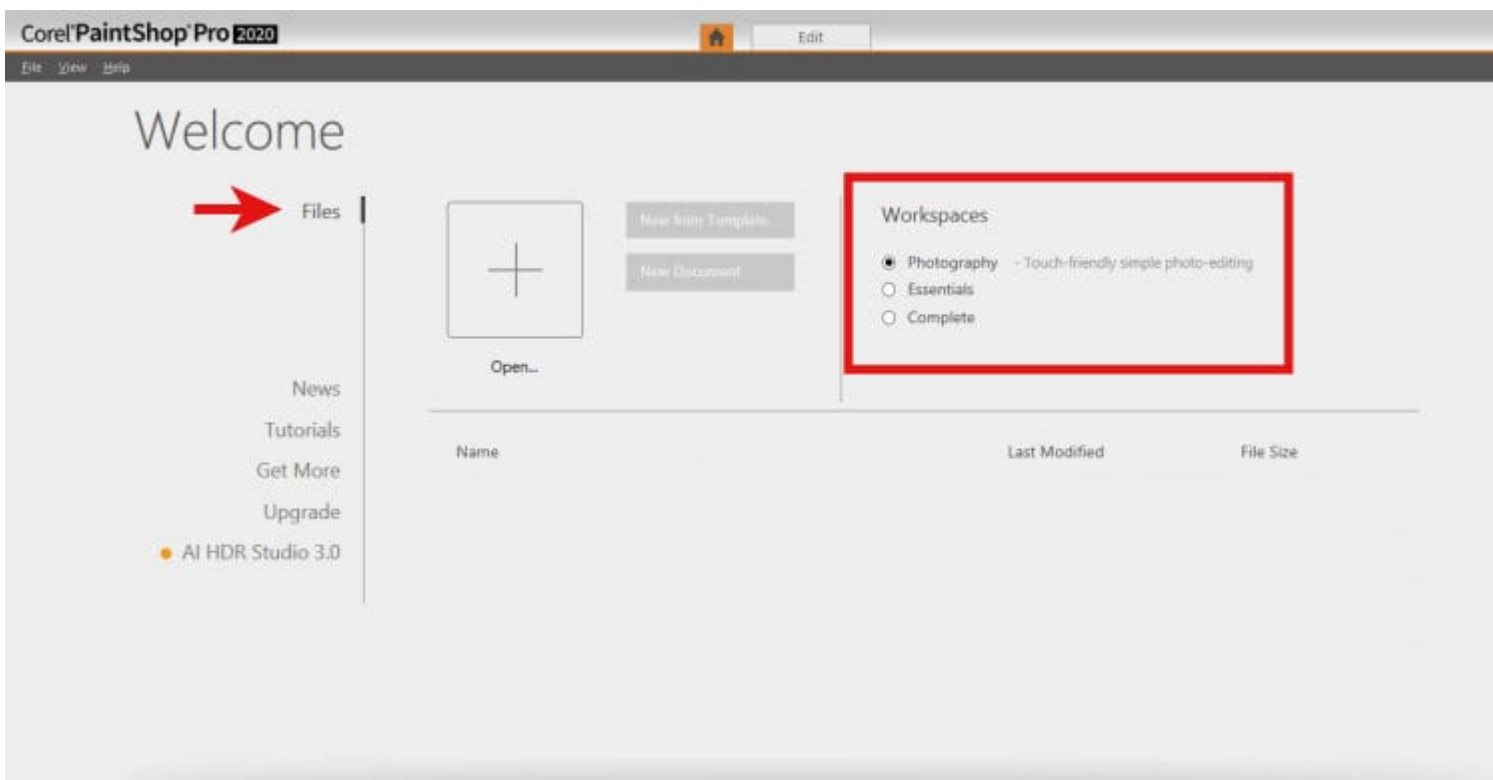 Corel®PaintShop®Pro 2020
Edit
File View Help
Welcome
Files
New from Template
New Document
Open...
Workspaces
Photography - Touch-friendly simple photo-editing
Essentials
Complete
News
Tutorials
Get More
Upgrade
AI HDR Studio 3.0
Name Last Modified File Size